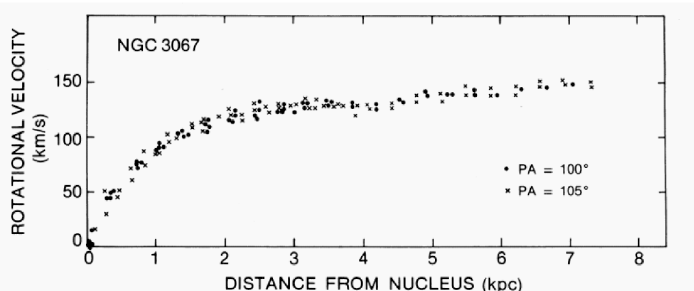 NGC 3067
ROTATIONAL VELOCITY
(km/s)
150
100
50
0
• PA = 100°
× PA = 105°
0 1 2 3 4 5 6 7 8
DISTANCE FROM NUCLEUS (kpc)